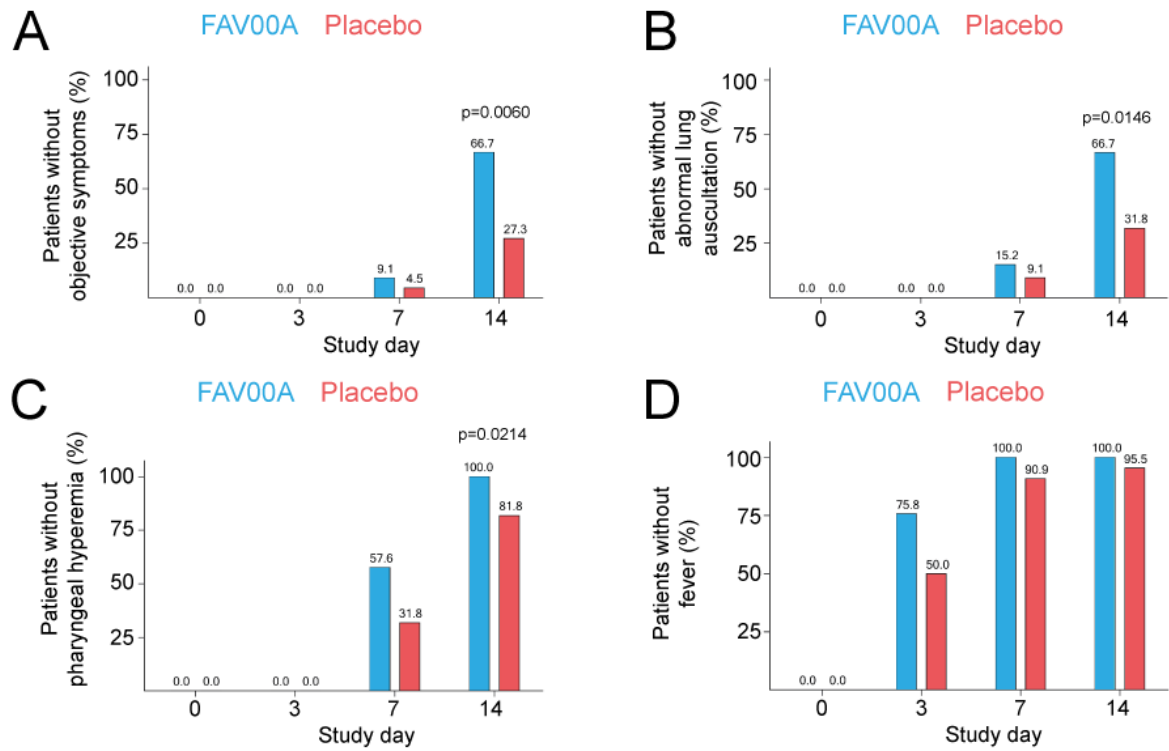 A
FAV00A Placebo
Patients without
objective symptoms (%)
100
75
50
25
p=0.0060
0.0 0.0
0.0 0.0
9.1 4.5
66.7 27.3
0 3 7 14
Study day
B
FAV00A Placebo
Patients without
abnormal lung
auscultation (%)
100
75
50
25
p=0.0146
0.0 0.0
0.0 0.0
15.2 9.1
66.7 31.8
0 3 7 14
Study day
C
FAV00A Placebo
Patients without
pharyngeal hyperemia (%)
100
75
50
25
p=0.0214
0.0 0.0
0.0 0.0
57.6 31.8
100.0 81.8
0 3 7 14
Study day
D
FAV00A Placebo
Patients without
fever (%)
100
75
50
25
0.0 0.0
75.8 50.0
100.0 90.9
100.0 95.5
0 3 7 14
Study day